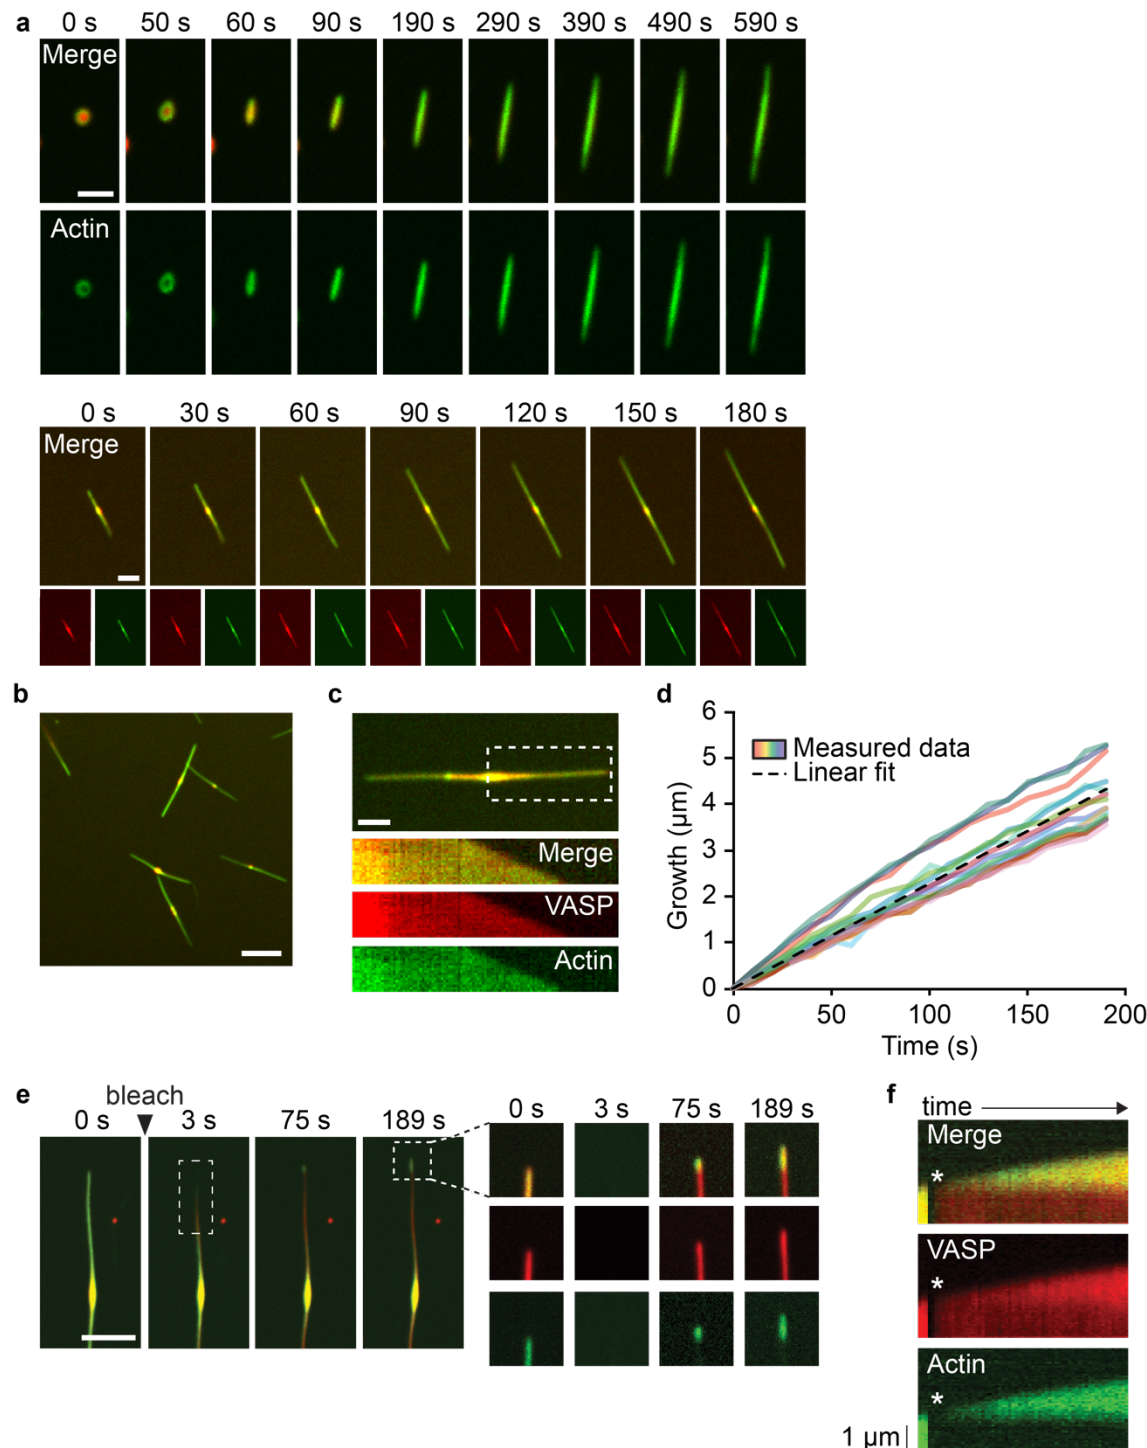 a
0 s 50 s 60 s 90 s 190 s 290 s 390 s 490 s 590 s
Merge
Actin
0 s 30 s 60 s 90 s 120 s 150 s 180 s
Merge
b
c
Merge
VASP
Actin
d
6
5
4
3
2
1
0
Growth (μm)
Measured data
Linear fit
0 50 100 150 200
Time (s)
e
bleach
0 s 3 s 75 s 189 s
0 s 3 s 75 s 189 s
f
time
Merge
*
VASP
*
Actin
*
1 μm